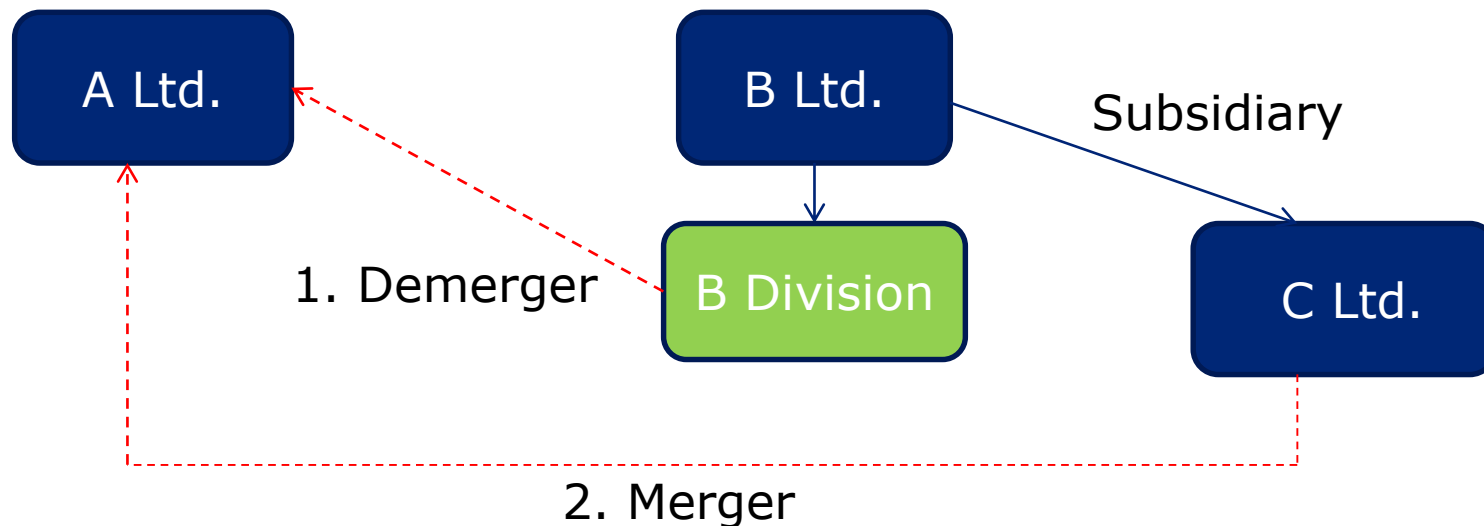 A Ltd.
B Ltd.
Subsidiary
1. Demerger
B Division
C Ltd.
2. Merger